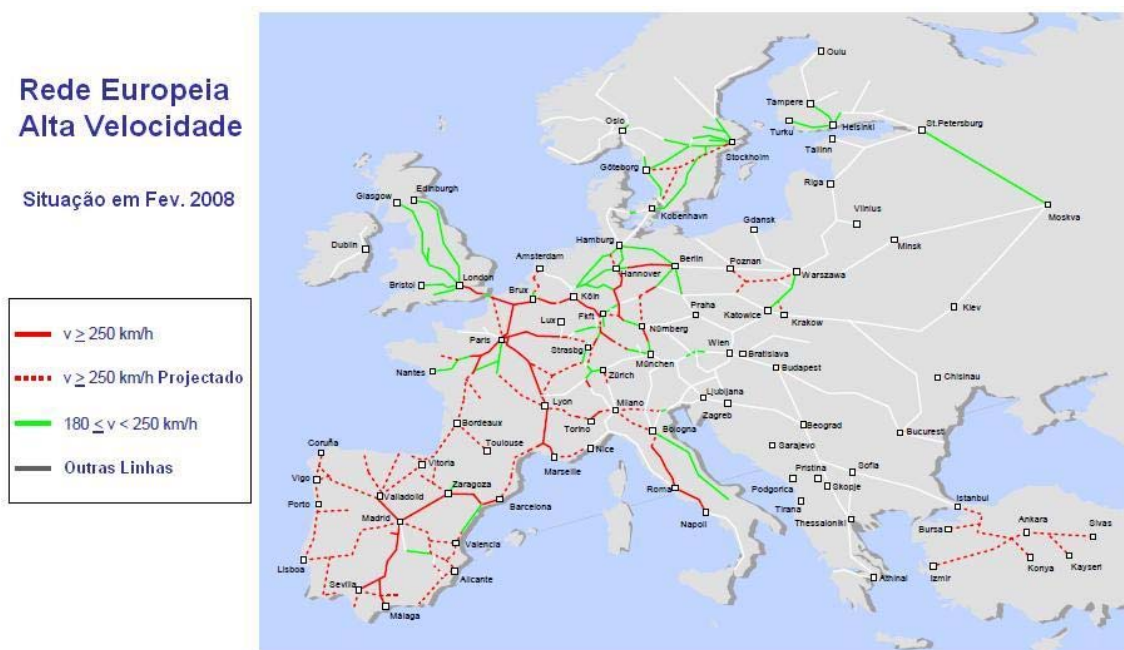 Rede Europeia
Alta Velocidade
Situação em Fev. 2008
v ≥ 250 km/h
v ≥ 250 km/h Projectado
180 ≤ v < 250 km/h
Outras Linhas
Oulu
Tampere
Turku
Helsinki
St.Petersburg
Oslo
Stockholm
Tallinn
Göteborg
Riga
Edinburgh
Glasgow
Kobenhavn
Vilnius
Moskva
Gdansk
Dublin
Hamburg
Minsk
Amsterdam
Berlin
Poznan
Hannover
Warszawa
London
Bristol
Brux
Köln
Kiev
Praha
Lux
Fkft
Katowice
Krakow
Nürnberg
Paris
Strasbg
Wien
München
Bratislava
Nantes
Zürich
Budapest
Chisinau
Lyon
Milano
Ljubljana
Zagreb
Bordeaux
Torino
Bologna
Beograd
Bucuresti
Toulouse
Coruña
Nice
Sarajevo
Vitoria
Marseille
Sofia
Vigo
Zaragoza
Pristina
Podgorica
Skopje
Valladolid
Roma
Porto
Barcelona
Tirana
Istanbul
Madrid
Napoli
Thessaloniki
Bursa
Ankara
Sivas
Valencia
Lisboa
Izmir
Konya
Kayseri
Sevilla
Alicante
Athinai
Málaga